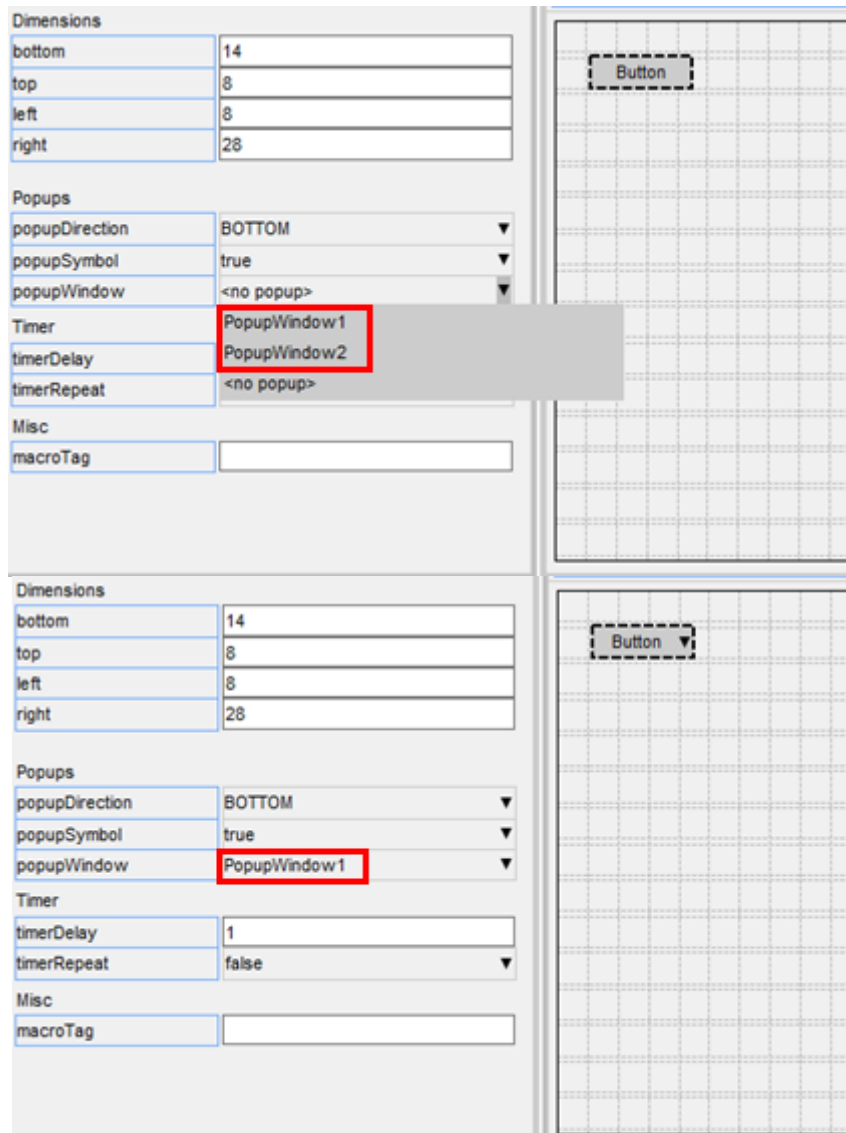 Dimensions
bottom 14
top 8
left 8
right 28
Button
Popups
popupDirection BOTTOM ▼
popupSymbol true ▼
popupWindow <no popup> ▼
PopupWindow1
PopupWindow2
<no popup>
Timer
timerDelay
timerRepeat
Misc
macroTag
Dimensions
bottom 14
top 8
left 8
right 28
Button ▼
Popups
popupDirection BOTTOM ▼
popupSymbol true ▼
popupWindow PopupWindow1 ▼
Timer
timerDelay 1
timerRepeat false ▼
Misc
macroTag